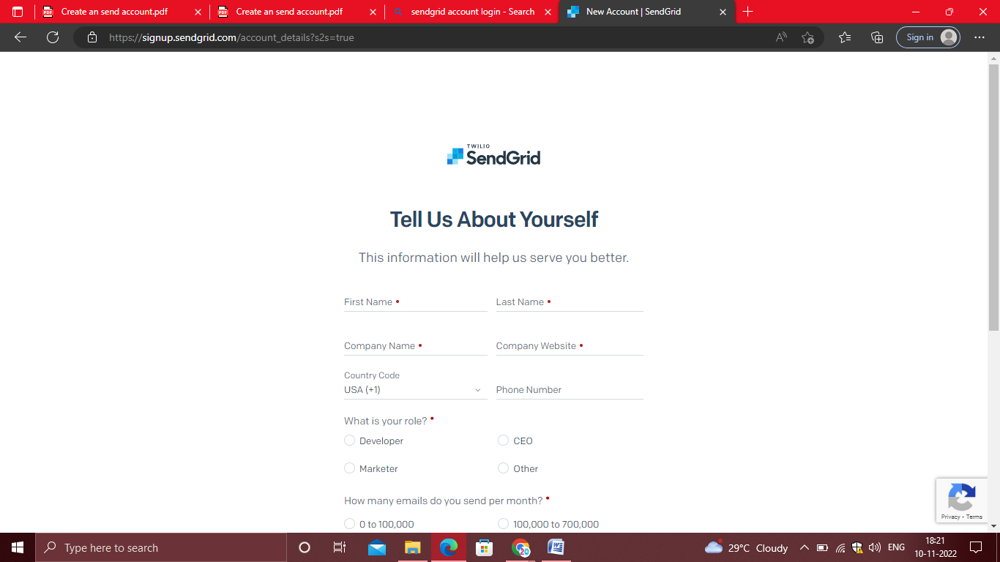 Create an send account.pdf
Create an send account.pdf
sendgrid account login - Search
New Account | SendGrid
https://signup.sendgrid.com/account_details?s2s=true
Sign in
TWILIO
SendGrid
Tell Us About Yourself
This information will help us serve you better.
First Name • Last Name •
Company Name • Company Website •
Country Code
USA (+1) Phone Number
What is your role? •
Developer CEO
Marketer Other
How many emails do you send per month? •
0 to 100,000 100,000 to 700,000
Privacy - Terms
Type here to search
29°C Cloudy
ENG
18:21
10-11-2022